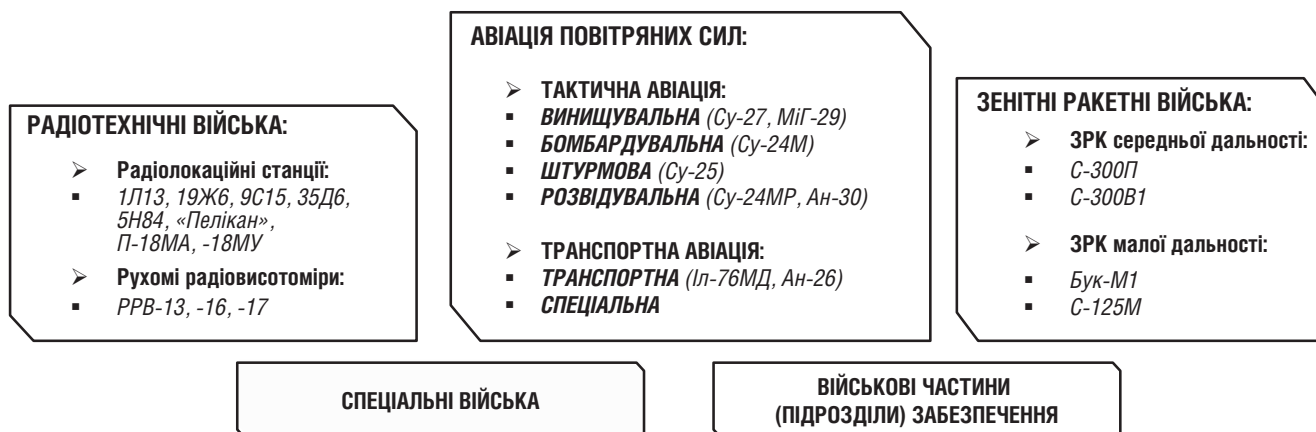 РАДІОТЕХНІЧНІ ВІЙСЬКА:
➢ Радіолокаційні станції:
▪ 1Л13, 19Ж6, 9С15, 35Д6,
5Н84, «Пелікан»,
П-18МА, -18МУ
➢ Рухомі радіовисотоміри:
▪ РРВ-13, -16, -17
АВІАЦІЯ ПОВІТРЯНИХ СИЛ:
➢ ТАКТИЧНА АВІАЦІЯ:
▪ ВИНИЩУВАЛЬНА (Су-27, МіГ-29)
▪ БОМБАРДУВАЛЬНА (Су-24М)
▪ ШТУРМОВА (Су-25)
▪ РОЗВІДУВАЛЬНА (Су-24МР, Ан-30)
➢ ТРАНСПОРТНА АВІАЦІЯ:
▪ ТРАНСПОРТНА (Іл-76МД, Ан-26)
▪ СПЕЦІАЛЬНА
ЗЕНІТНІ РАКЕТНІ ВІЙСЬКА:
➢ ЗРК середньої дальності:
▪ С-300П
▪ С-300В1
➢ ЗРК малої дальності:
▪ Бук-М1
▪ С-125М
СПЕЦІАЛЬНІ ВІЙСЬКА
ВІЙСЬКОВІ ЧАСТИНИ
(ПІДРОЗДІЛИ) ЗАБЕЗПЕЧЕННЯ